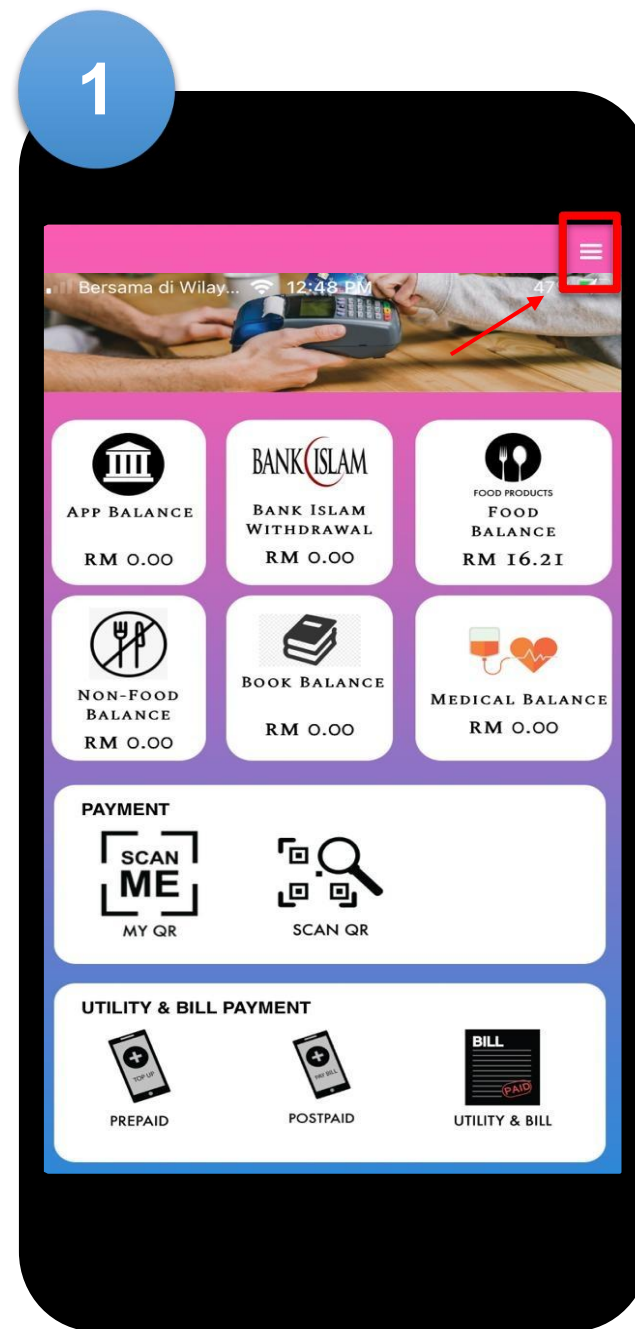 1
Bersama di Wilay... 12:48 PM 47
APP BALANCE
RM 0.00
BANK ISLAM
BANK ISLAM
WITHDRAWAL
RM 0.00
FOOD PRODUCTS
FOOD
BALANCE
RM 16.21
NON-FOOD
BALANCE
RM 0.00
BOOK BALANCE
RM 0.00
MEDICAL BALANCE
RM 0.00
PAYMENT
SCAN
ME
MY QR
SCAN QR
UTILITY & BILL PAYMENT
TOP UP
PREPAID
PAY BILL
POSTPAID
BILL
PAID
UTILITY & BILL